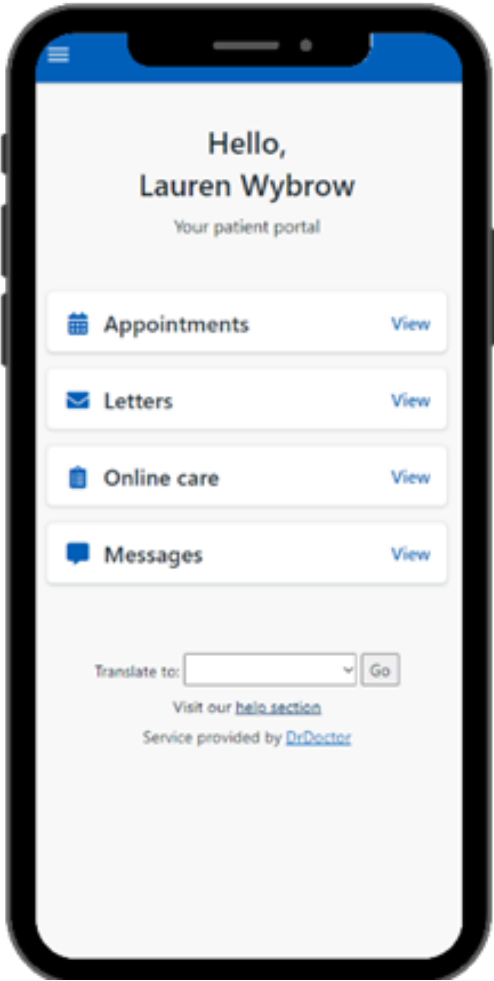 Hello,
Lauren Wybrow
Your patient portal
Appointments View
Letters View
Online care View
Messages View
Translate to: Go
Visit our help section
Service provided by DrDoctor